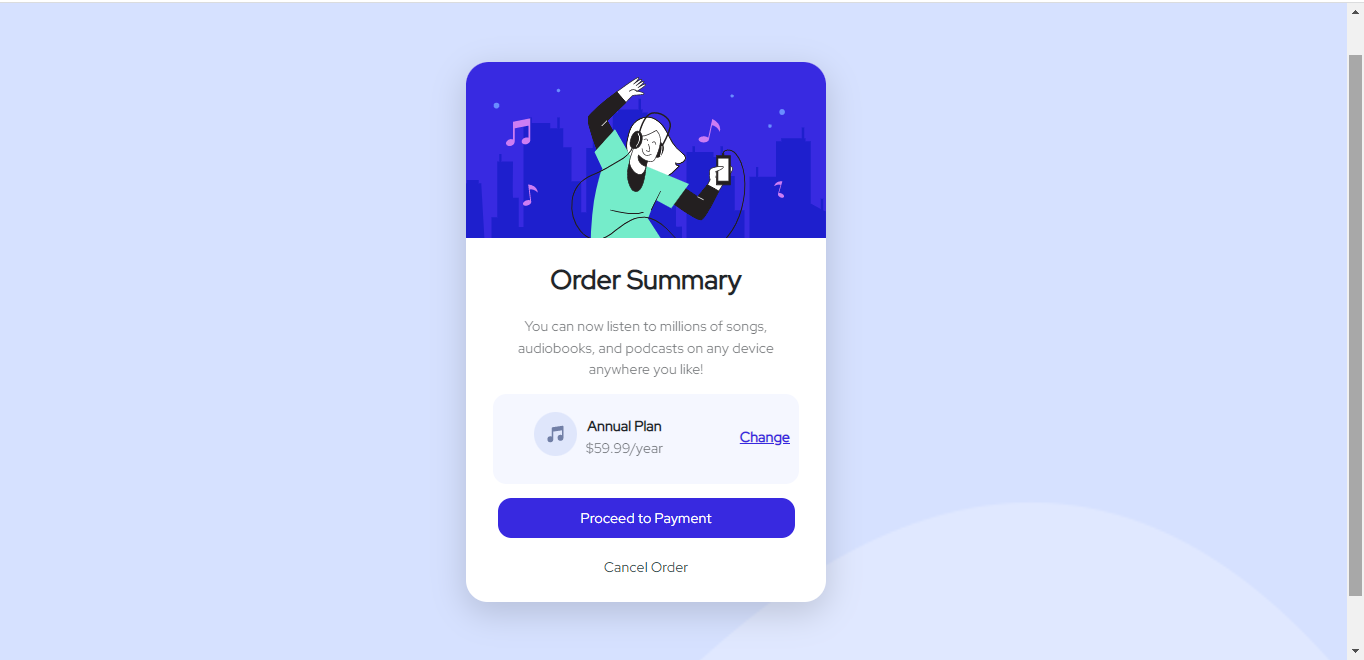 Order Summary
You can now listen to millions of songs,
audiobooks, and podcasts on any device
anywhere you like!
Annual Plan
$59.99/year
Change
Proceed to Payment
Cancel Order